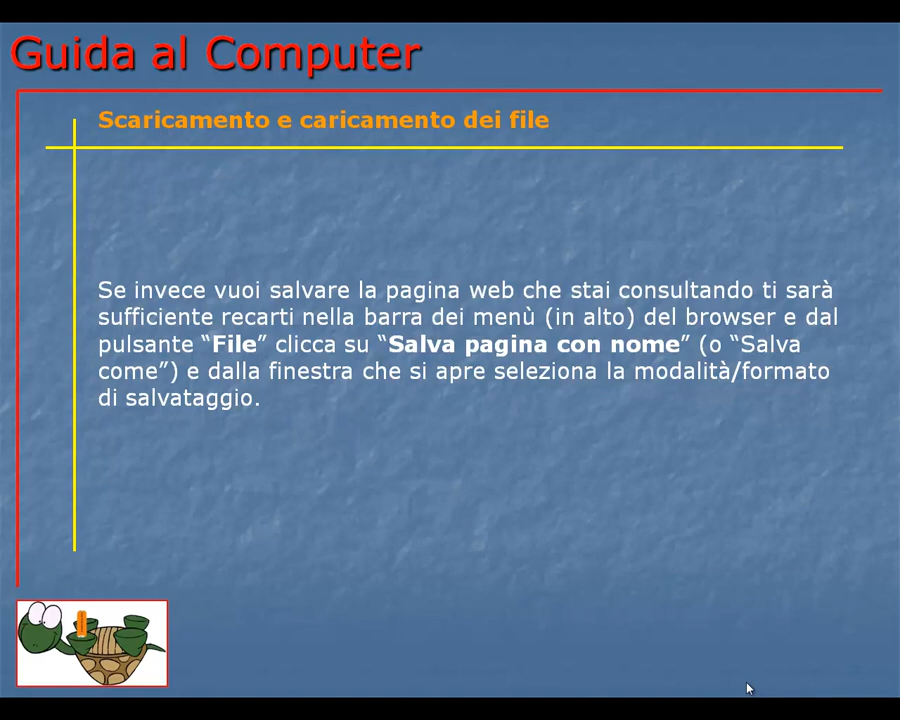 Guida al Computer
Scaricamento e caricamento dei file
Se invece vuoi salvare la pagina web che stai consultando ti sarà
sufficiente recarti nella barra dei menù (in alto) del browser e dal
pulsante “File” clicca su “Salva pagina con nome” (o “Salva
come”) e dalla finestra che si apre seleziona la modalità/formato
di salvataggio.